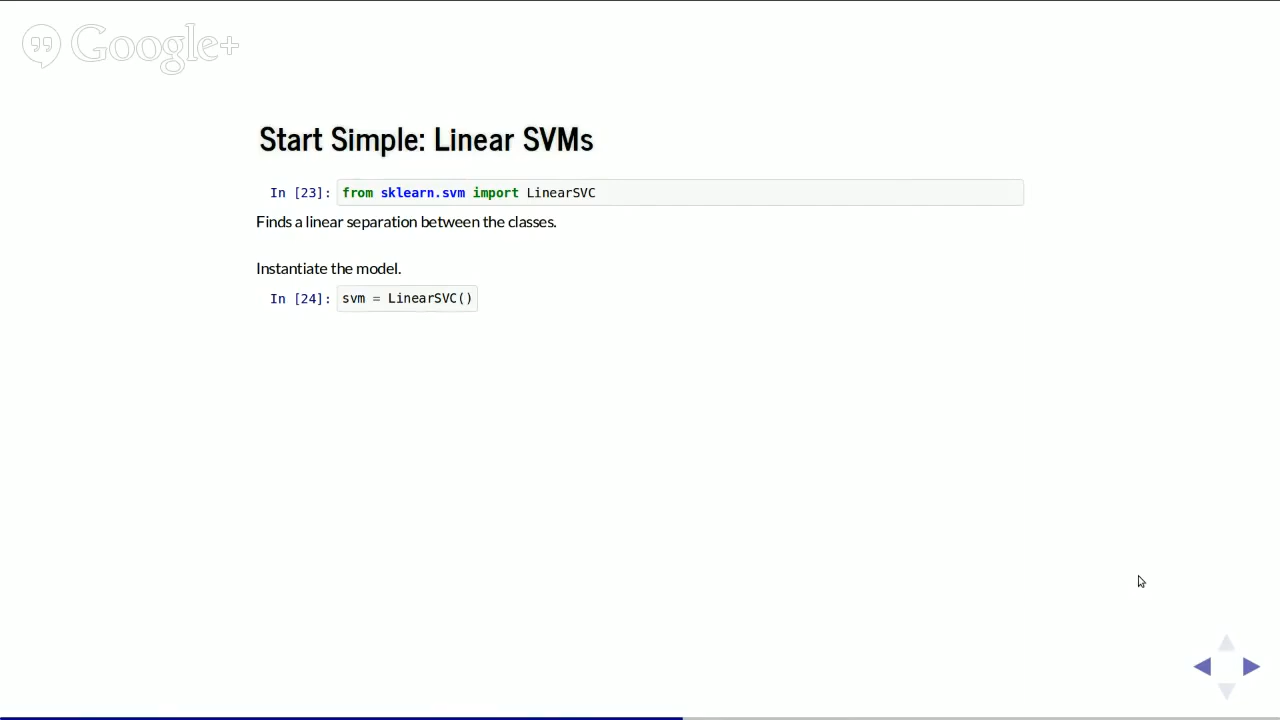 Google+
Start Simple: Linear SVMs
In [23]: from sklearn.svm import LinearSVC
Finds a linear separation between the classes.
Instantiate the model.
In [24]: svm = LinearSVC()